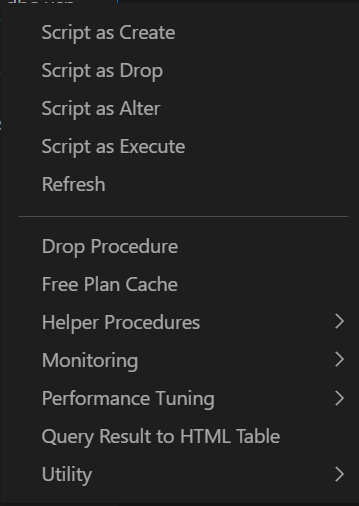 Script as Create
Script as Drop
Script as Alter
Script as Execute
Refresh
Drop Procedure
Free Plan Cache
Helper Procedures
Monitoring
Performance Tuning
Query Result to HTML Table
Utility